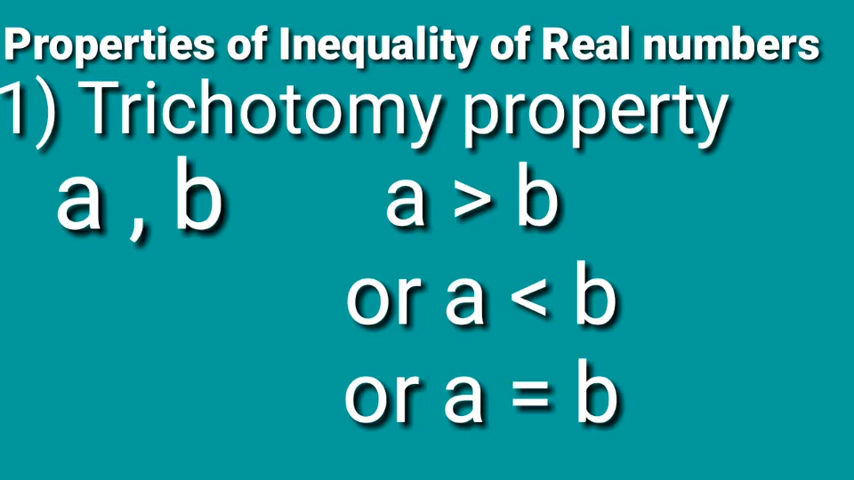 Properties of Inequality of Real numbers
1) Trichotomy property
a , b a > b
or a < b
or a = b